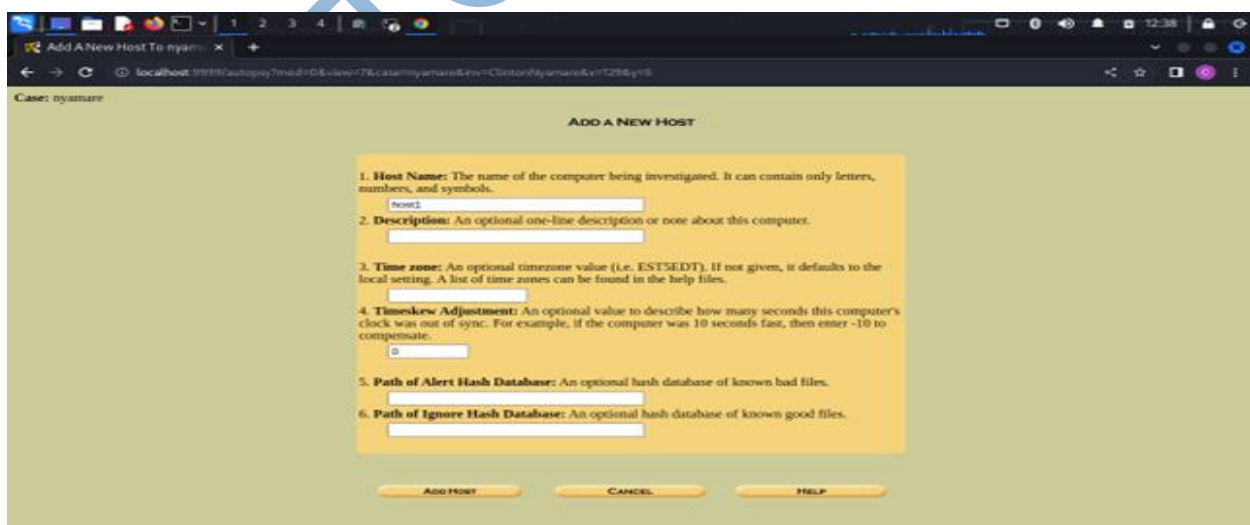 1 2 3 4
12:38
Add A New Host To nyam
localhost:9999/autopsy?mod=0&view=7&case=nyamare&inv=ClintonNyamare&x=129&y=5
Case: nyamare
ADD A NEW HOST
1. Host Name: The name of the computer being investigated. It can contain only letters,
numbers, and symbols.
host1
2. Description: An optional one-line description or note about this computer.
3. Time zone: An optional timezone value (i.e. EST5EDT). If not given, it defaults to the
local setting. A list of time zones can be found in the help files.
4. Timeskew Adjustment: An optional value to describe how many seconds this computer's
clock was out of sync. For example, if the computer was 10 seconds fast, then enter -10 to
compensate.
0
5. Path of Alert Hash Database: An optional hash database of known bad files.
6. Path of Ignore Hash Database: An optional hash database of known good files.
ADD HOST CANCEL HELP